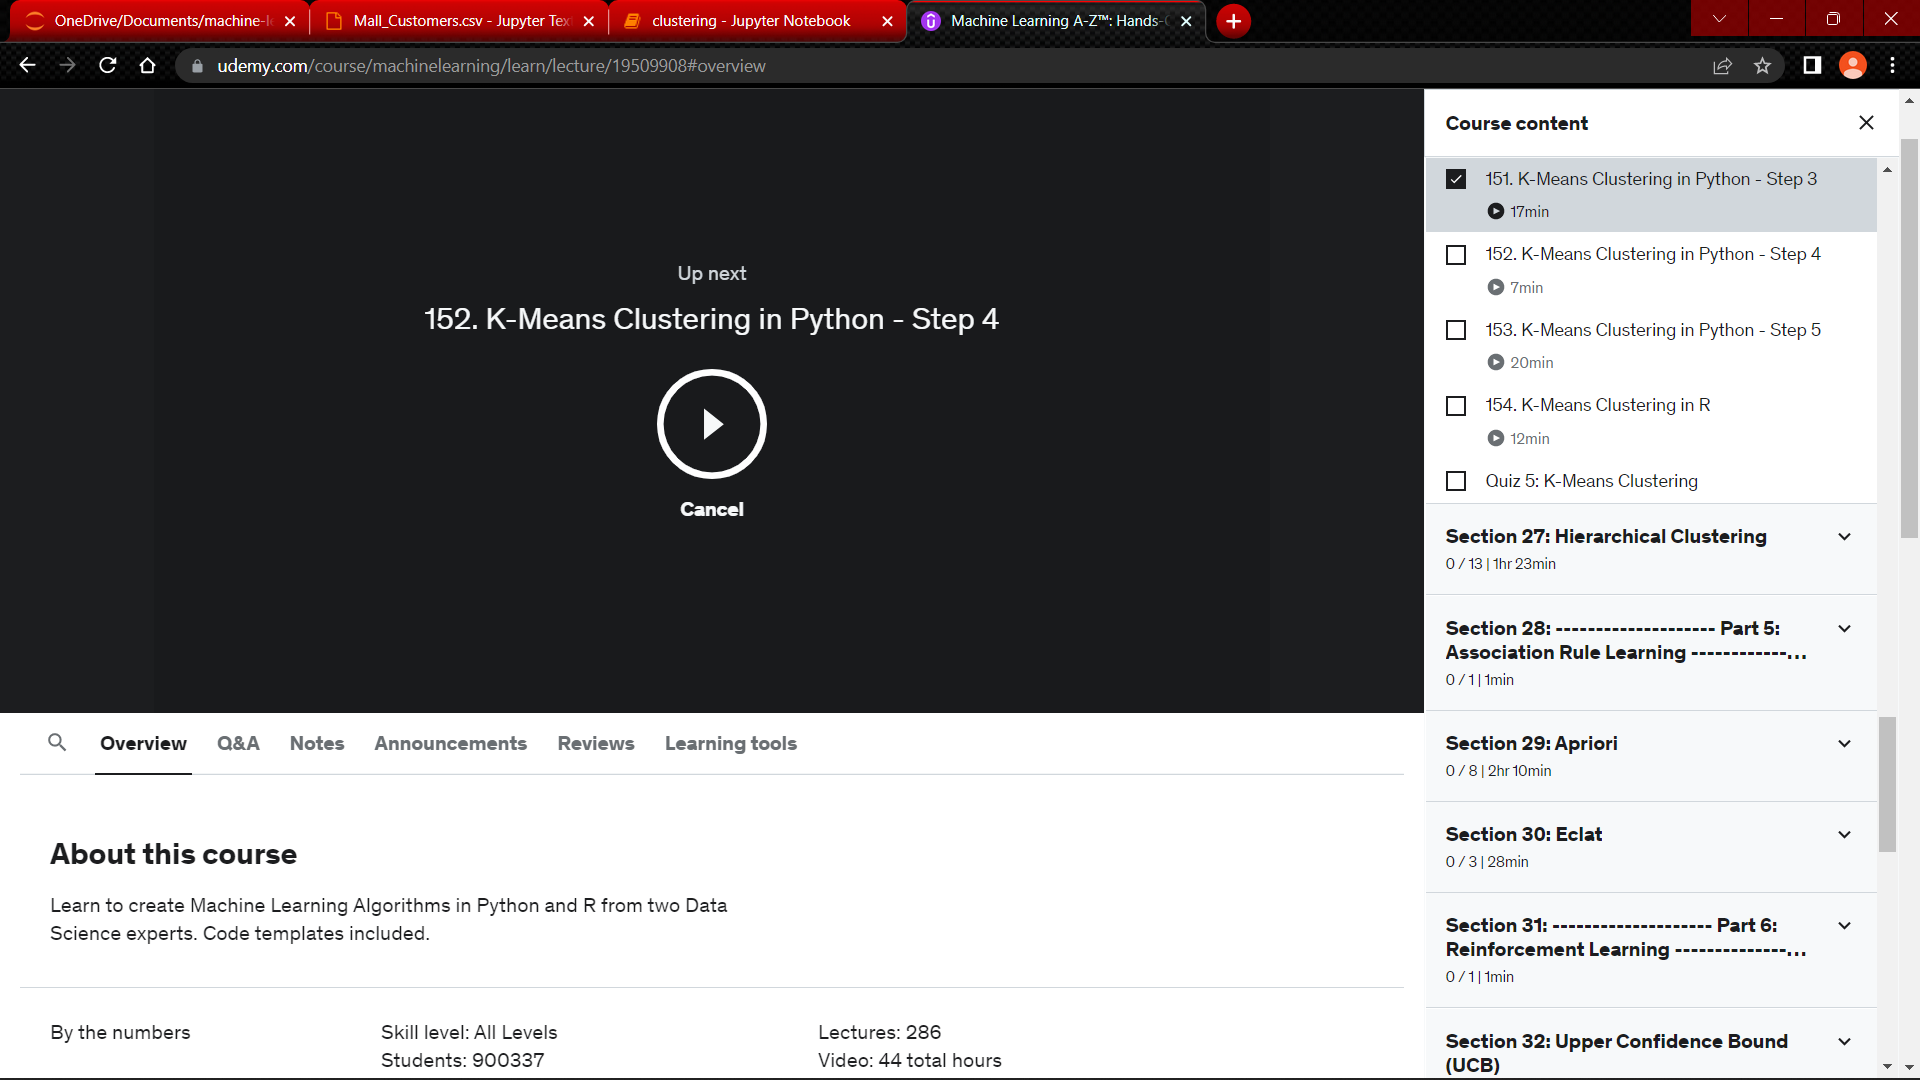 OneDrive/Documents/machine-l
Mall_Customers.csv - Jupyter Tex
clustering - Jupyter Notebook
Machine Learning A-Z™: Hands-O
udemy.com/course/machinelearning/learn/lecture/19509908#overview
Up next
152. K-Means Clustering in Python - Step 4
Cancel
Course content
151. K-Means Clustering in Python - Step 3
17min
152. K-Means Clustering in Python - Step 4
7min
153. K-Means Clustering in Python - Step 5
20min
154. K-Means Clustering in R
12min
Quiz 5: K-Means Clustering
Section 27: Hierarchical Clustering
0 / 13 | 1hr 23min
Section 28: -------------------- Part 5:
Association Rule Learning ------------...
0 / 1 | 1min
Section 29: Apriori
0 / 8 | 2hr 10min
Section 30: Eclat
0 / 3 | 28min
Section 31: -------------------- Part 6:
Reinforcement Learning --------------...
0 / 1 | 1min
Section 32: Upper Confidence Bound
(UCB)
Overview Q&A Notes Announcements Reviews Learning tools
About this course
Learn to create Machine Learning Algorithms in Python and R from two Data
Science experts. Code templates included.
By the numbers
Skill level: All Levels
Students: 900337
Lectures: 286
Video: 44 total hours